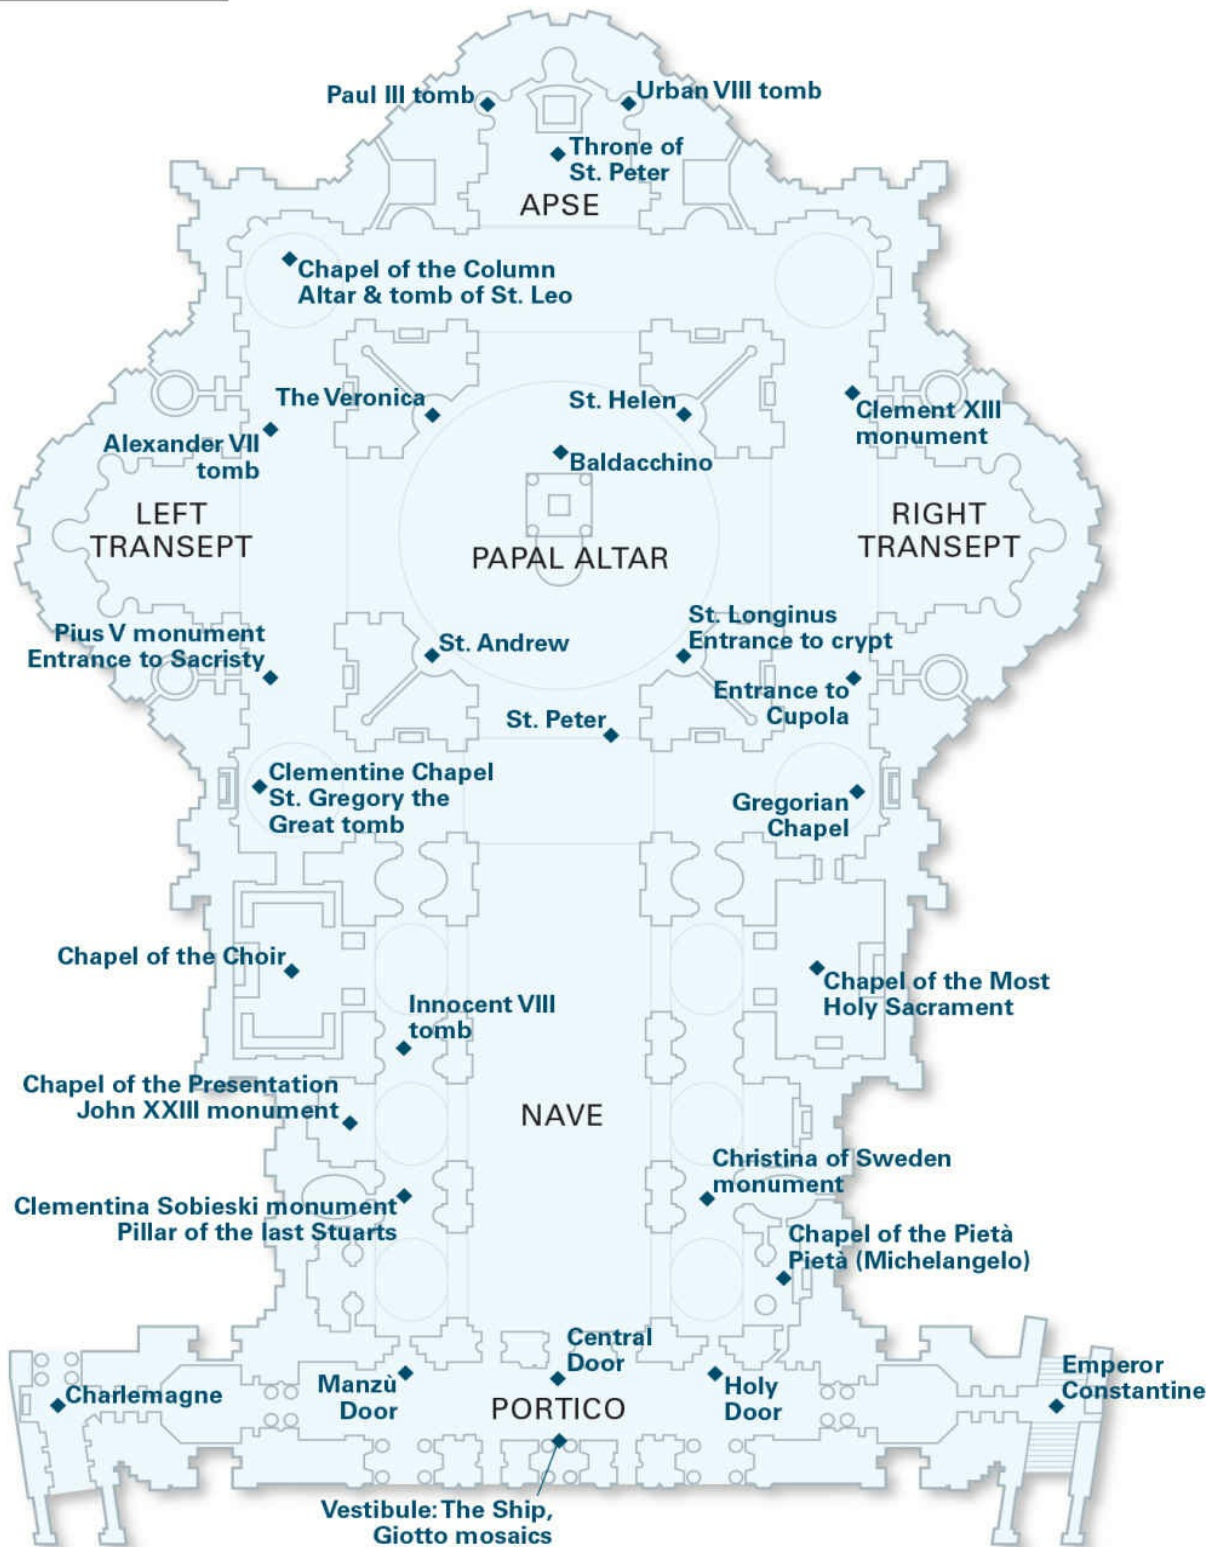 Paul III tomb
Urban VIII tomb
Throne of
St. Peter
APSE
Chapel of the Column
Altar & tomb of St. Leo
The Veronica
St. Helen
Clement XIII
monument
Alexander VII
tomb
Baldacchino
LEFT
TRANSEPT
PAPAL ALTAR
RIGHT
TRANSEPT
Pius V monument
Entrance to Sacristy
St. Andrew
St. Longinus
Entrance to crypt
Entrance to
Cupola
St. Peter
Clementine Chapel
St. Gregory the
Great tomb
Gregorian
Chapel
Chapel of the Choir
Chapel of the Most
Holy Sacrament
Innocent VIII
tomb
Chapel of the Presentation
John XXIII monument
NAVE
Christina of Sweden
monument
Clementina Sobieski monument
Pillar of the last Stuarts
Chapel of the Pietà
Pietà (Michelangelo)
Central
Door
Manzù
Door
Holy
Door
Emperor
Constantine
Charlemagne
PORTICO
Vestibule: The Ship,
Giotto mosaics